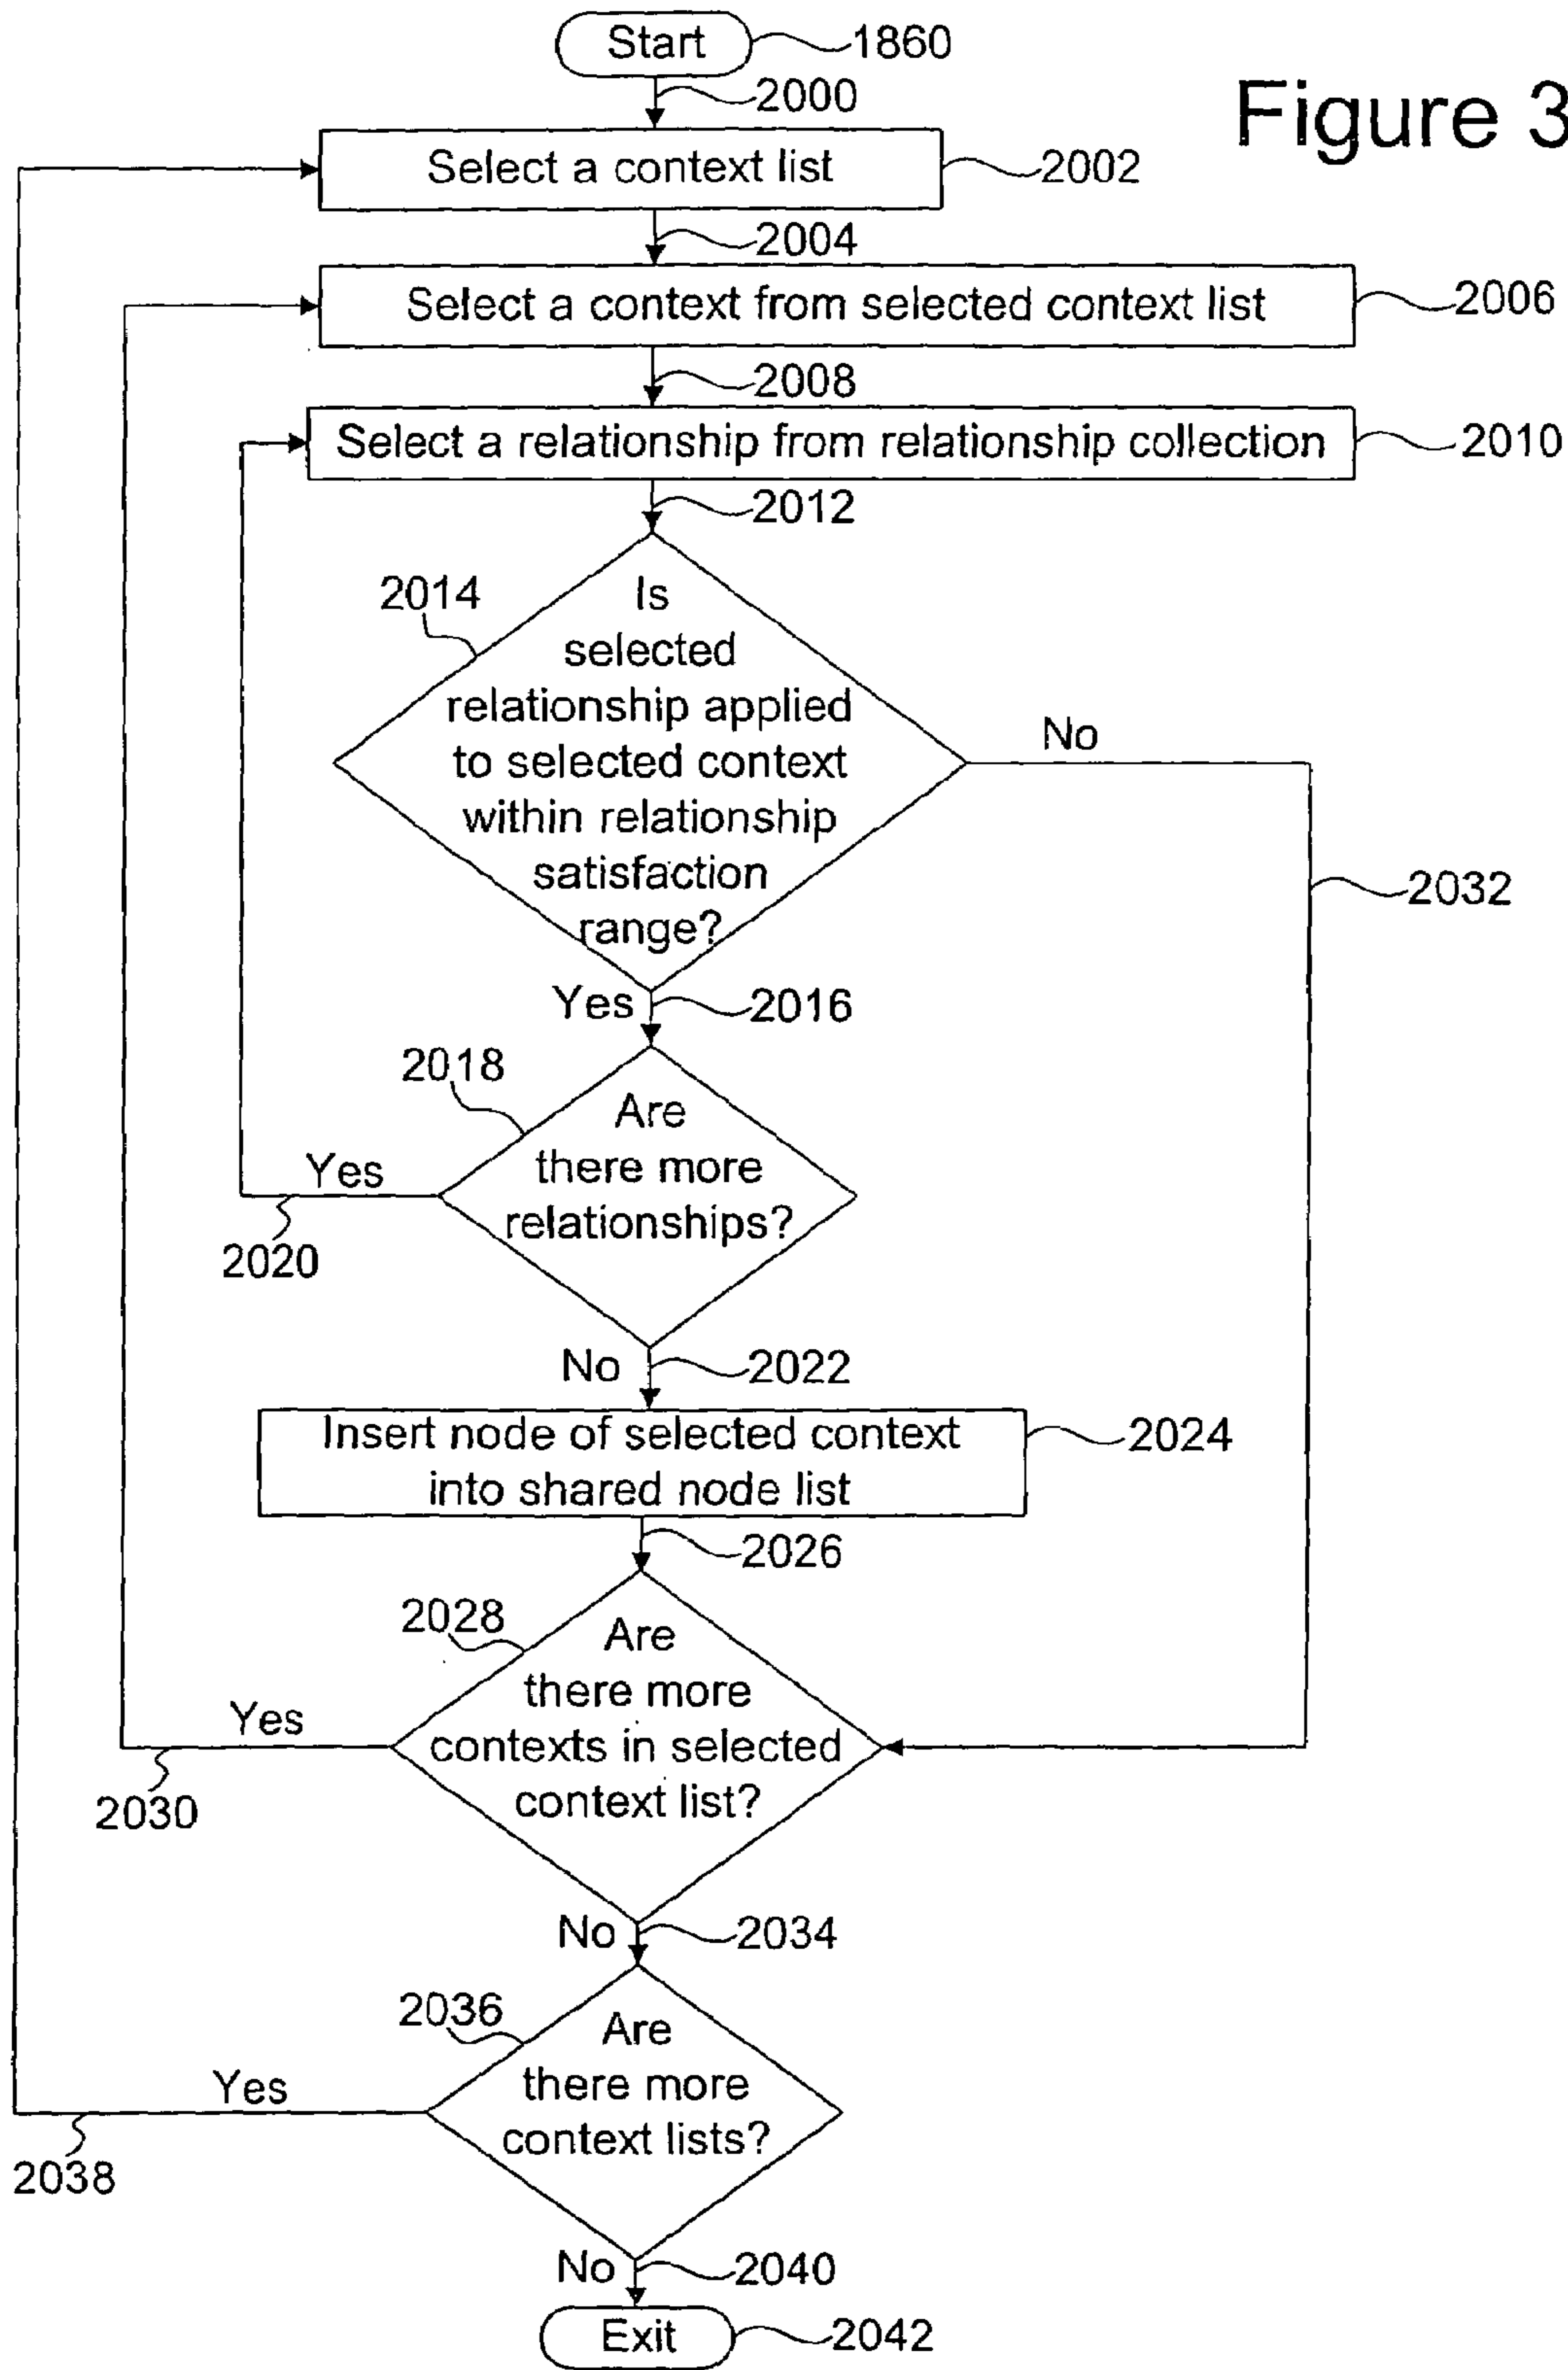 Start
1860
2000
Figure 3
Select a context list
2002
2004
Select a context from selected context list
2006
2008
Select a relationship from relationship collection
2010
2012
2014
Is
selected
relationship applied
to selected context
within relationship
satisfaction
range?
No
2032
Yes
2016
2018
Are
there more
relationships?
Yes
2020
No
2022
Insert node of selected context
into shared node list
2024
2026
2028
Are
there more
contexts in selected
context list?
Yes
2030
No
2034
2036
Are
there more
context lists?
Yes
2038
No
2040
Exit
2042